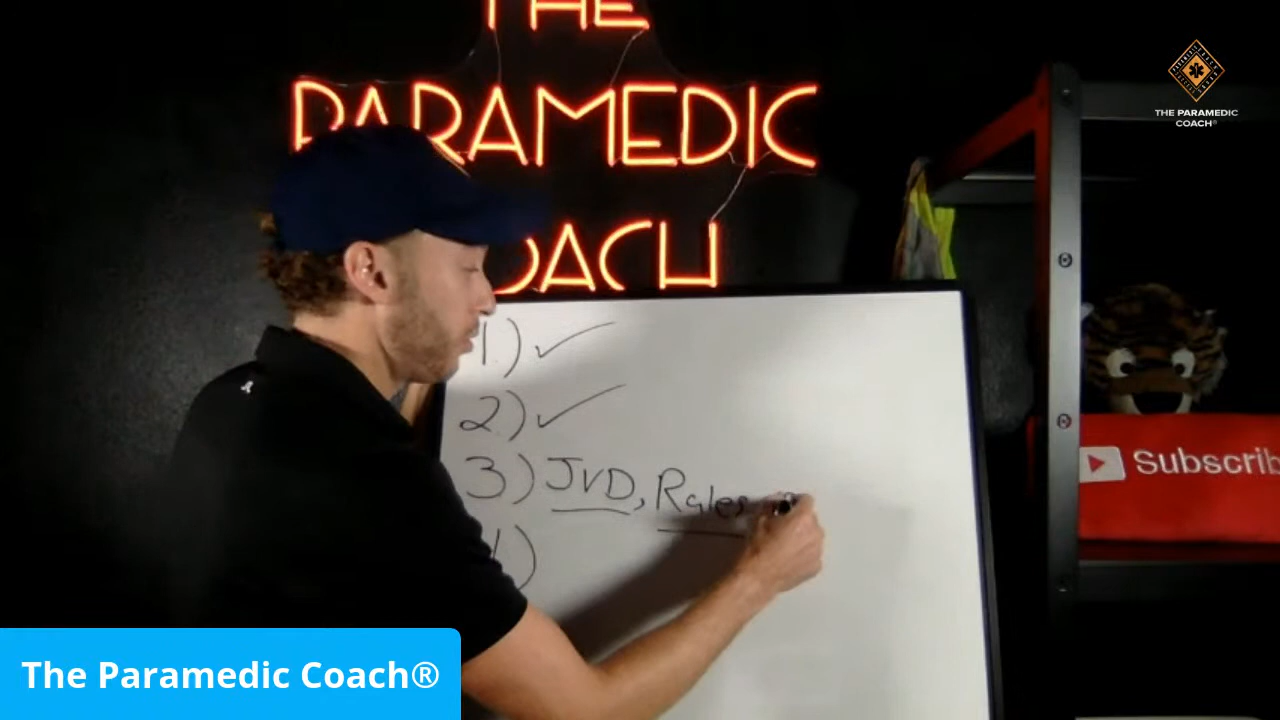 THE
PARAMEDIC
COACH
THE PARAMEDIC
COACH®
1) ✓
2) ✓
3) JVD, Rales
4)
Subscrib
The Paramedic Coach®